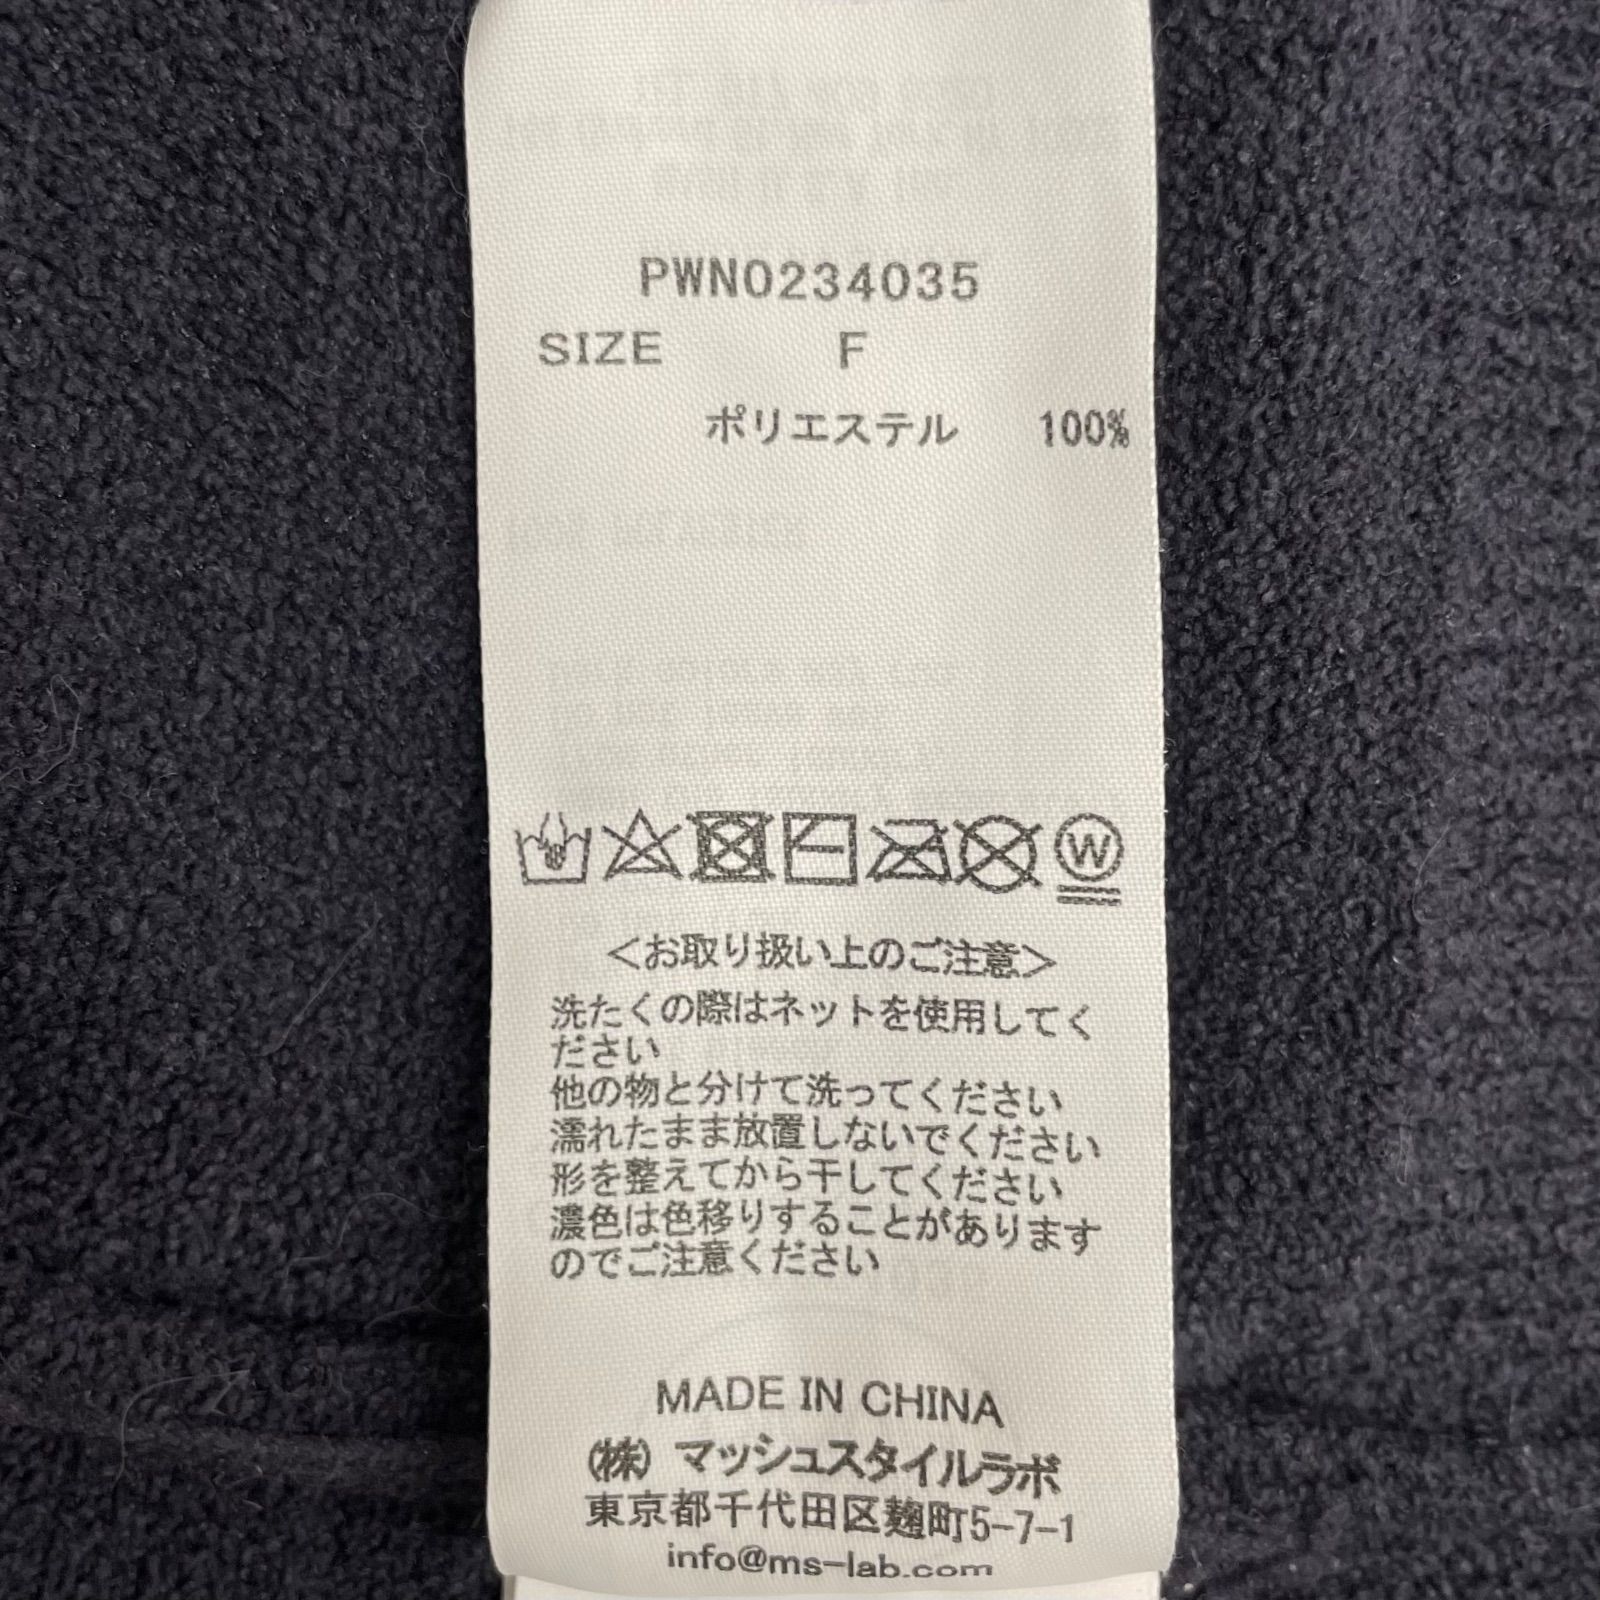 PWNO234035
SIZE F
ポリエステル 100%
W
<お取り扱い上のご注意>
洗たくの際はネットを使用してく
ださい
他の物と分けて洗ってください
濡れたまま放置しないでください
形を整えてから干してください
濃色は色移りすることがあります
のでご注意ください
MADE IN CHINA
(株) マッシュスタイルラボ
東京都千代田区麹町5-7-1
info@ms-lab.com